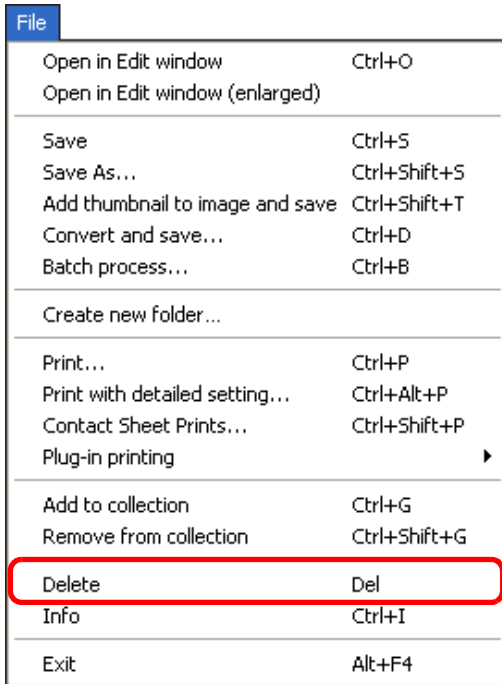 File
Open in Edit window Ctrl+O
Open in Edit window (enlarged)
Save Ctrl+S
Save As... Ctrl+Shift+S
Add thumbnail to image and save Ctrl+Shift+T
Convert and save... Ctrl+D
Batch process... Ctrl+B
Create new folder...
Print... Ctrl+P
Print with detailed setting... Ctrl+Alt+P
Contact Sheet Prints... Ctrl+Shift+P
Plug-in printing
Add to collection Ctrl+G
Remove from collection Ctrl+Shift+G
Delete Del
Info Ctrl+I
Exit Alt+F4